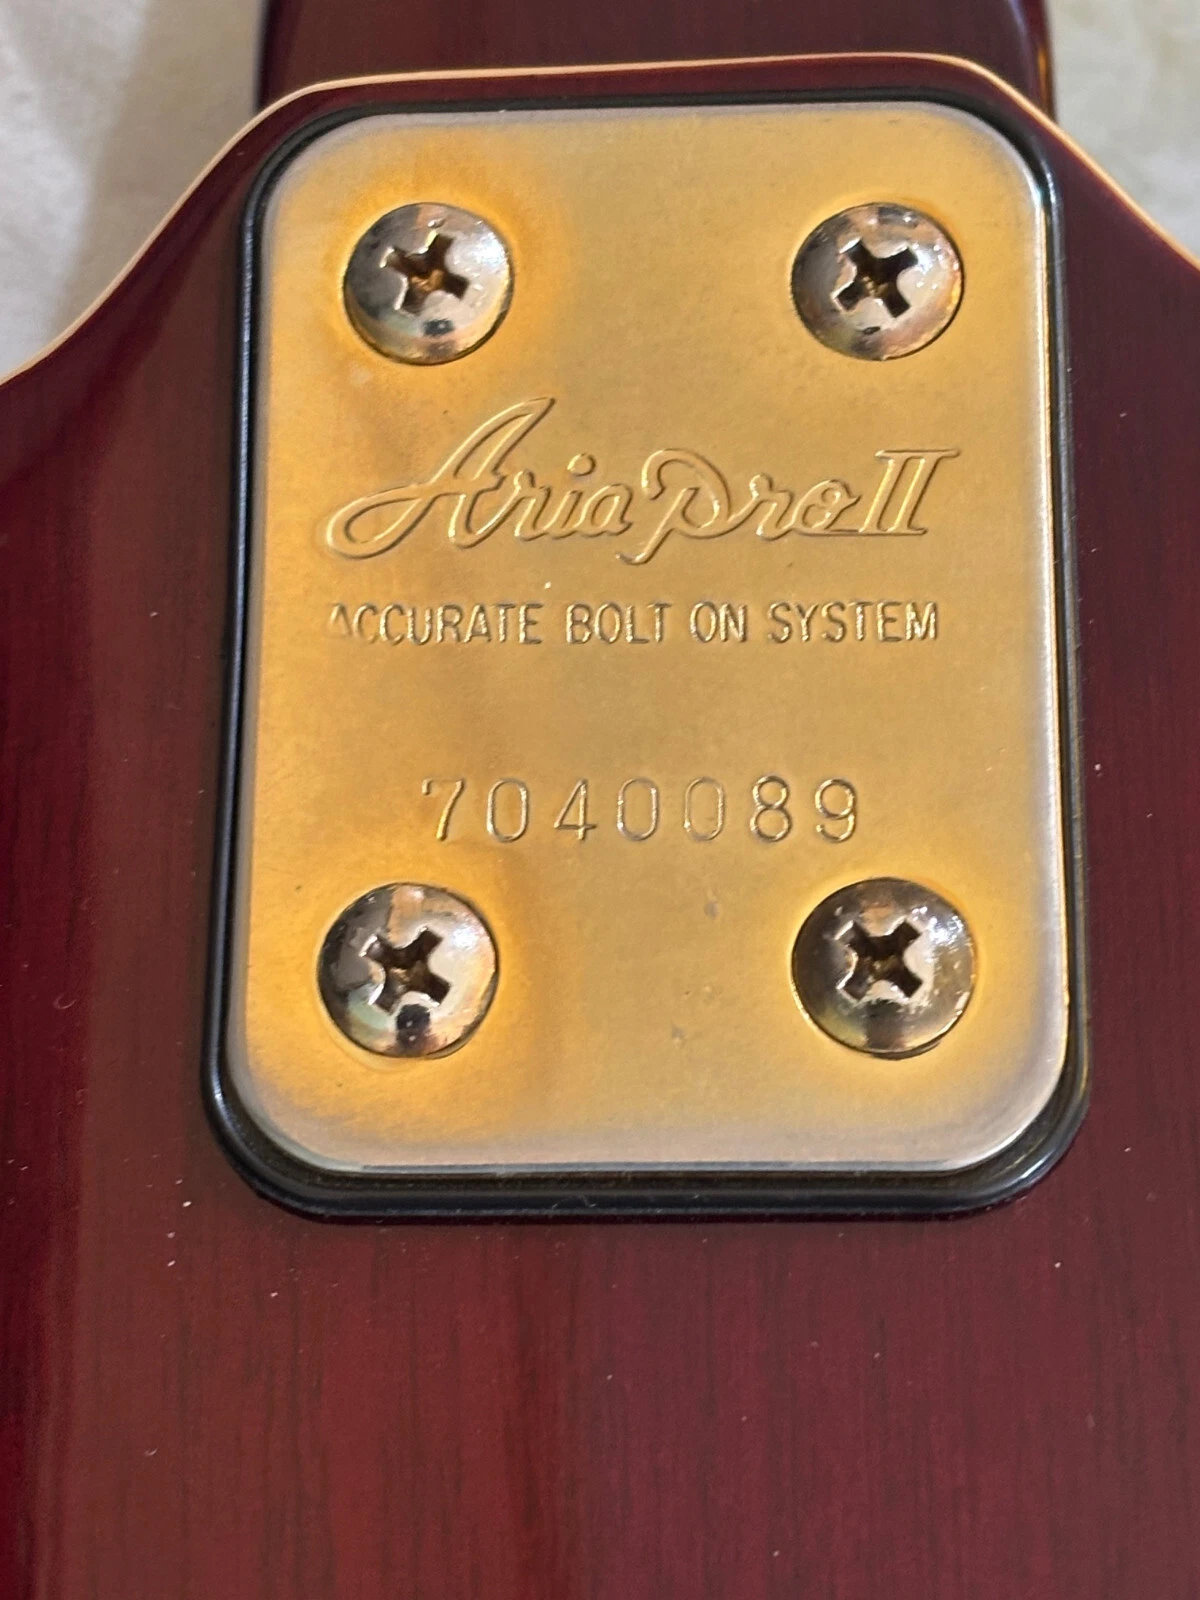 Aria Pro II
ACCURATE BOLT ON SYSTEM
7040089